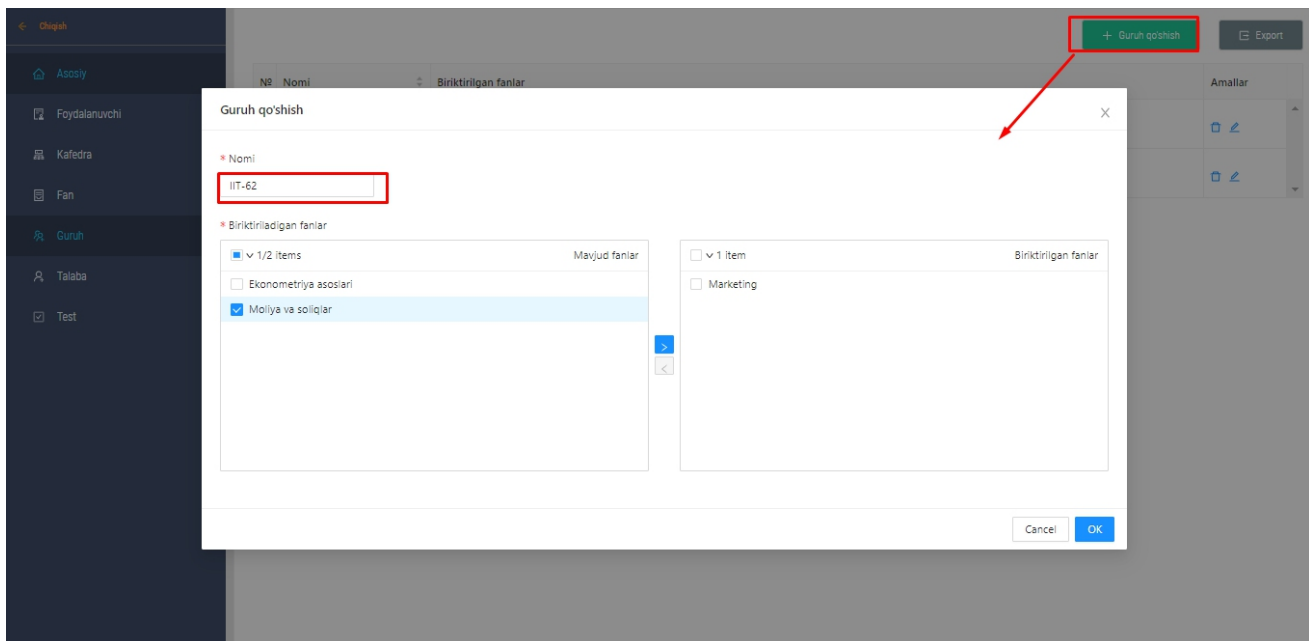 Chiqish
+ Guruh qo'shish
Export
Asosiy
Foydalanuvchi
Kafedra
Fan
Guruh
Talaba
Test
№ Nomi Biriktirilgan fanlar Amallar
Guruh qo'shish
* Nomi
IIT-62
* Biriktiriladigan fanlar
1/2 items Mavjud fanlar
Ekonometriya asosiari
Moliya va soliqlar
1 item Biriktirilgan fanlar
Marketing
Cancel OK